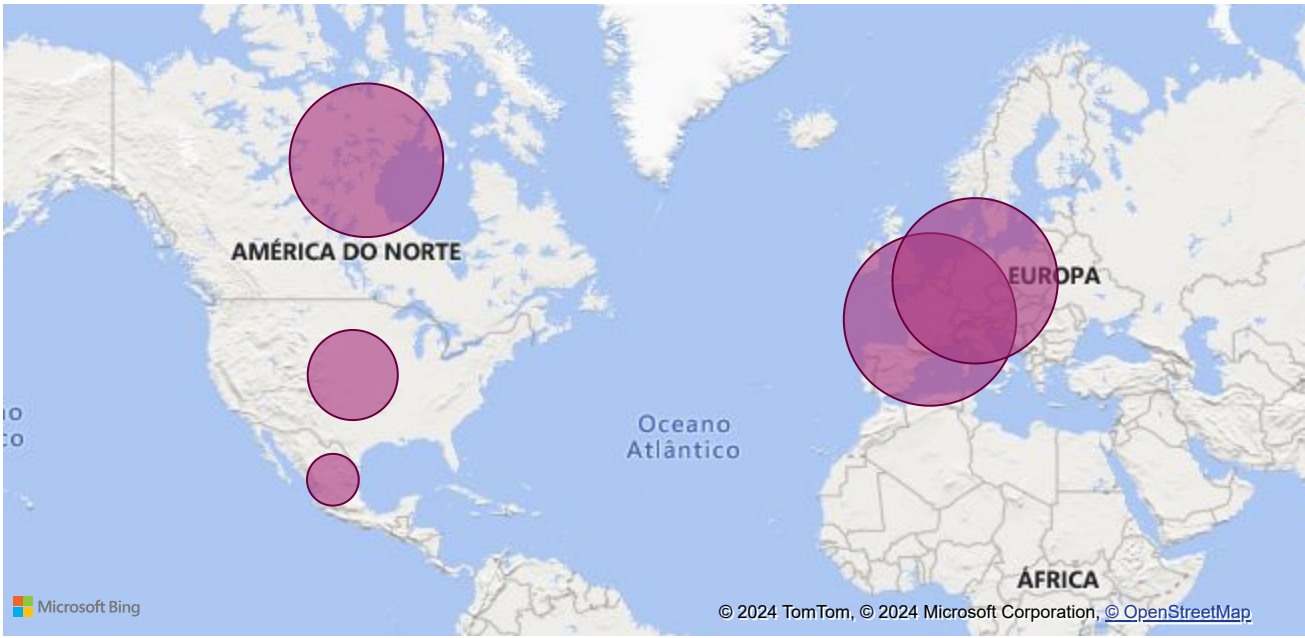 AMÉRICA DO NORTE
EUROPA
Oceano
Atlântico
ÁFRICA
Microsoft Bing
© 2024 TomTom, © 2024 Microsoft Corporation, © OpenStreetMap